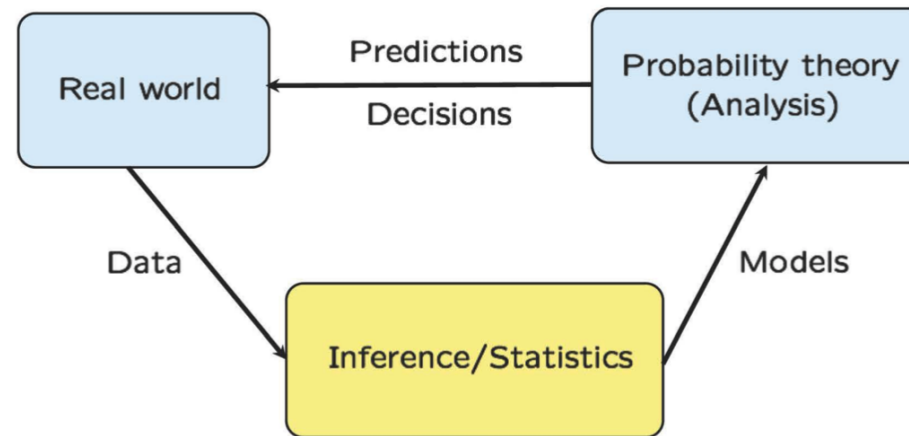 Real world
Predictions
Decisions
Probability theory
(Analysis)
Data
Models
Inference/Statistics